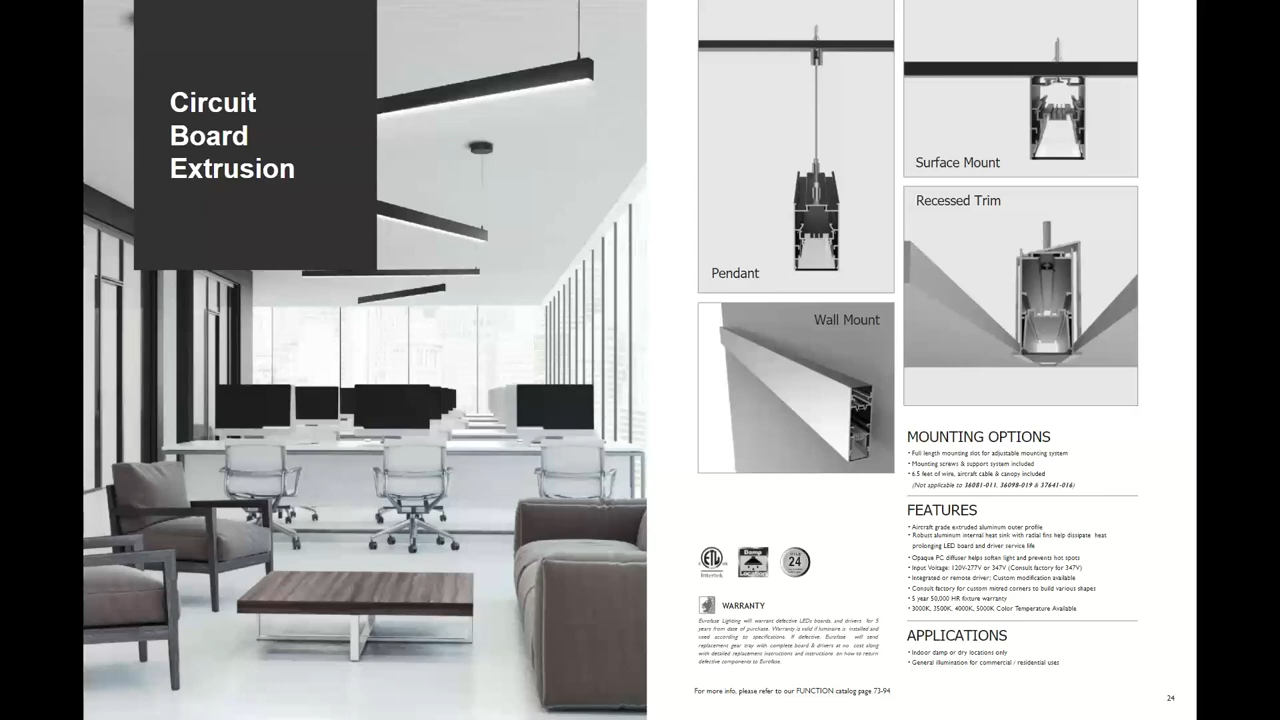 Circuit
Board
Extrusion
Pendant
Surface Mount
Recessed Trim
Wall Mount
MOUNTING OPTIONS
• Full length mounting slot for adjustable mounting system
• Mounting screws & support system included
• 6.5 feet of wire, aircraft cable & canopy included
(Not applicable to 36081-011, 36098-019 & 37641-016)
FEATURES
• Aircraft grade extruded aluminum outer profile
• Robust aluminum internal heat sink with radial fins help dissipate heat
prolonging LED board and driver service life
• Opaque PC diffuser helps soften light and prevents hot spots
• Input Voltage: 120V-277V or 347V (Consult factory for 347V)
• Integrated or remote driver; Custom modification available
• Consult factory for custom mitred corners to build various shapes
• 5 year 50,000 HR fixture warranty
• 3000K, 3500K, 4000K, 5000K Color Temperature Available
APPLICATIONS
• Indoor damp or dry locations only
• General illumination for commercial / residential uses
ETL
Intertek
Damp
Location
24
WARRANTY
Eurofase Lighting will warrant defective LEDs boards, and drivers for 5
years from date of purchase. Warranty is valid if luminaire is installed and
used according to specifications. If defective, Eurofase will send
replacement gear tray with complete board & drivers at no cost along
with detailed replacement instructions and instructions on how to return
defective components to Eurofase.
For more info, please refer to our FUNCTION catalog page 73-94
24